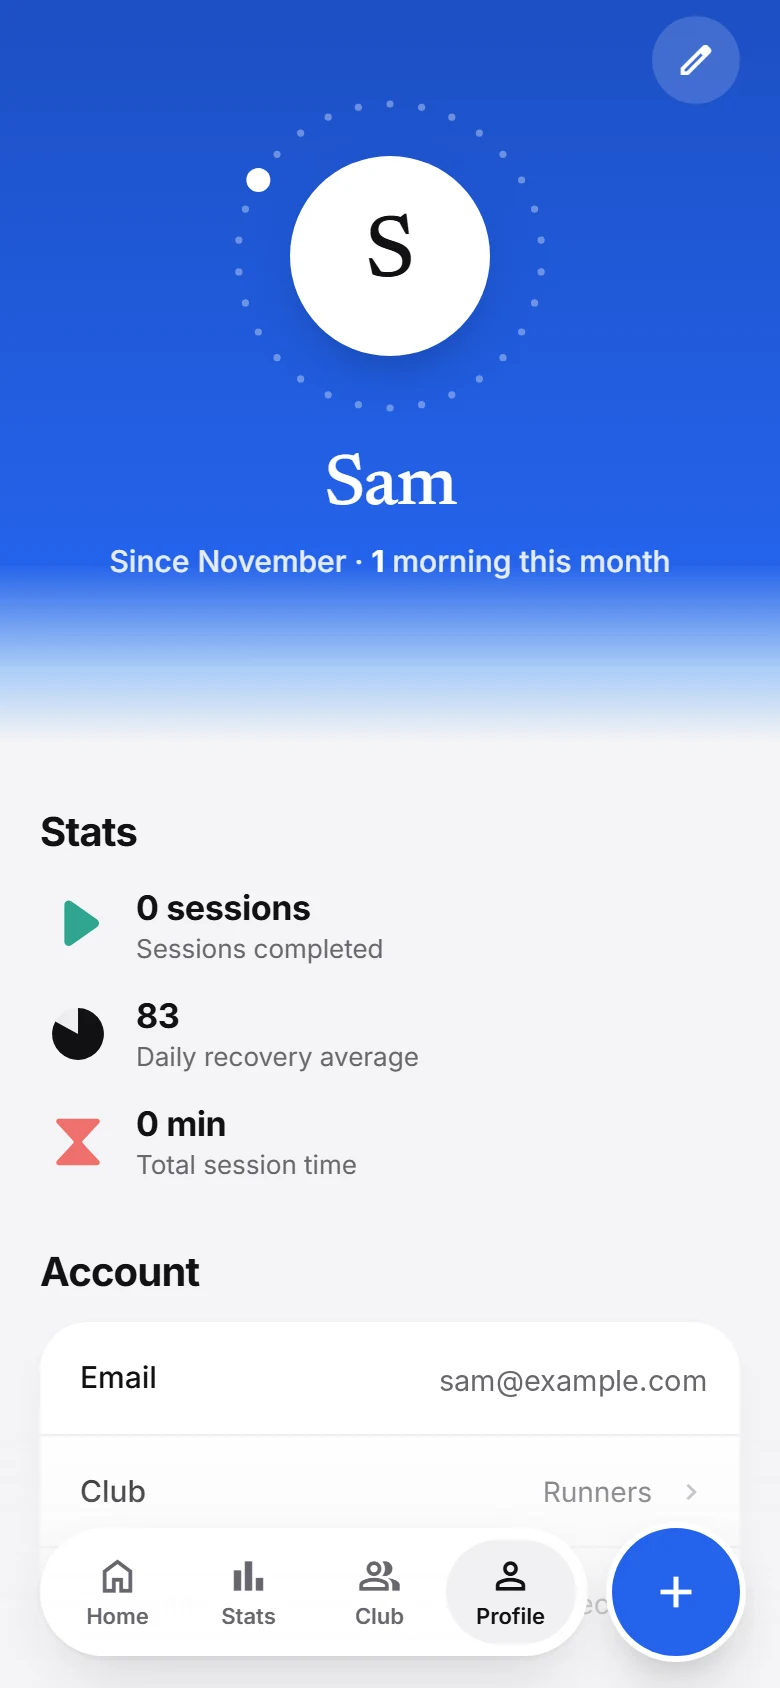 S
Sam
Since November · 1 morning this month
Stats
0 sessions
Sessions completed
83
Daily recovery average
0 min
Total session time
Account
Email
sam@example.com
Club
Runners
Home
Stats
Club
Profile